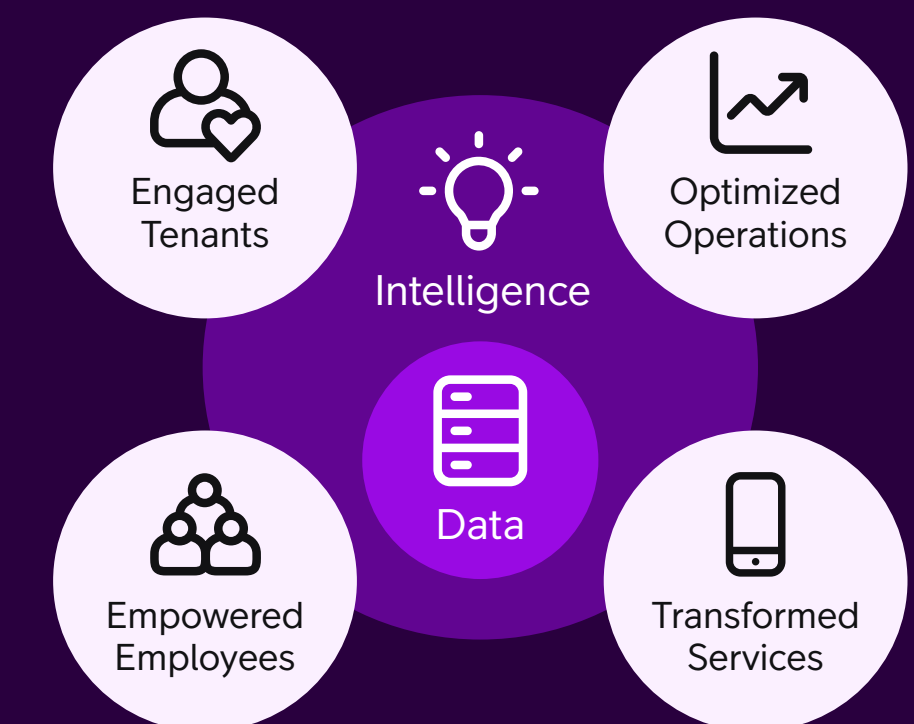 Engaged
Tenants
Optimized
Operations
Intelligence
Data
Empowered
Employees
Transformed
Services